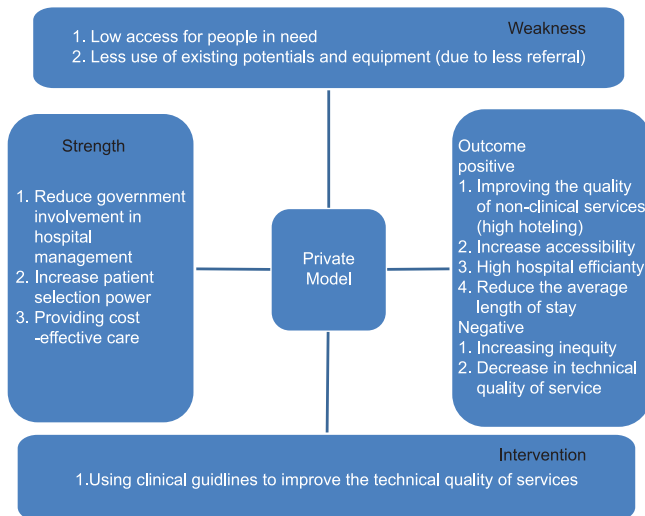 Weakness
1. Low access for people in need
2. Less use of existing potentials and equipment (due to less referral)
Strength
1. Reduce government
involvement in
hospital
management
2. Increase patient
selection power
3. Providing cost
-effective care
Private
Model
Outcome
positive
1. Improving the quality
of non-clinical services
(high hoteling)
2. Increase accessibility
3. High hospital efficianty
4. Reduce the average
length of stay
Negative
1. Increasing inequity
2. Decrease in technical
quality of service
Intervention
1.Using clinical guidlines to improve the technical quality of services